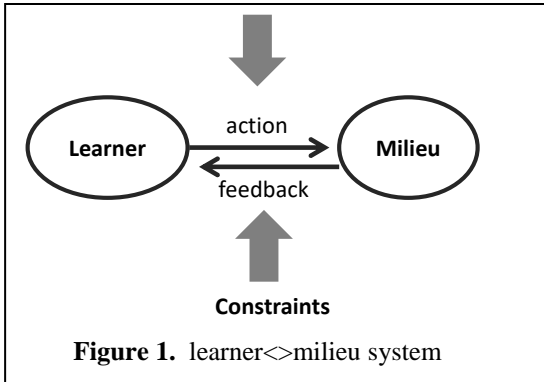 action
Learner
Milieu
feedback
Constraints
Figure 1. learner<>milieu system